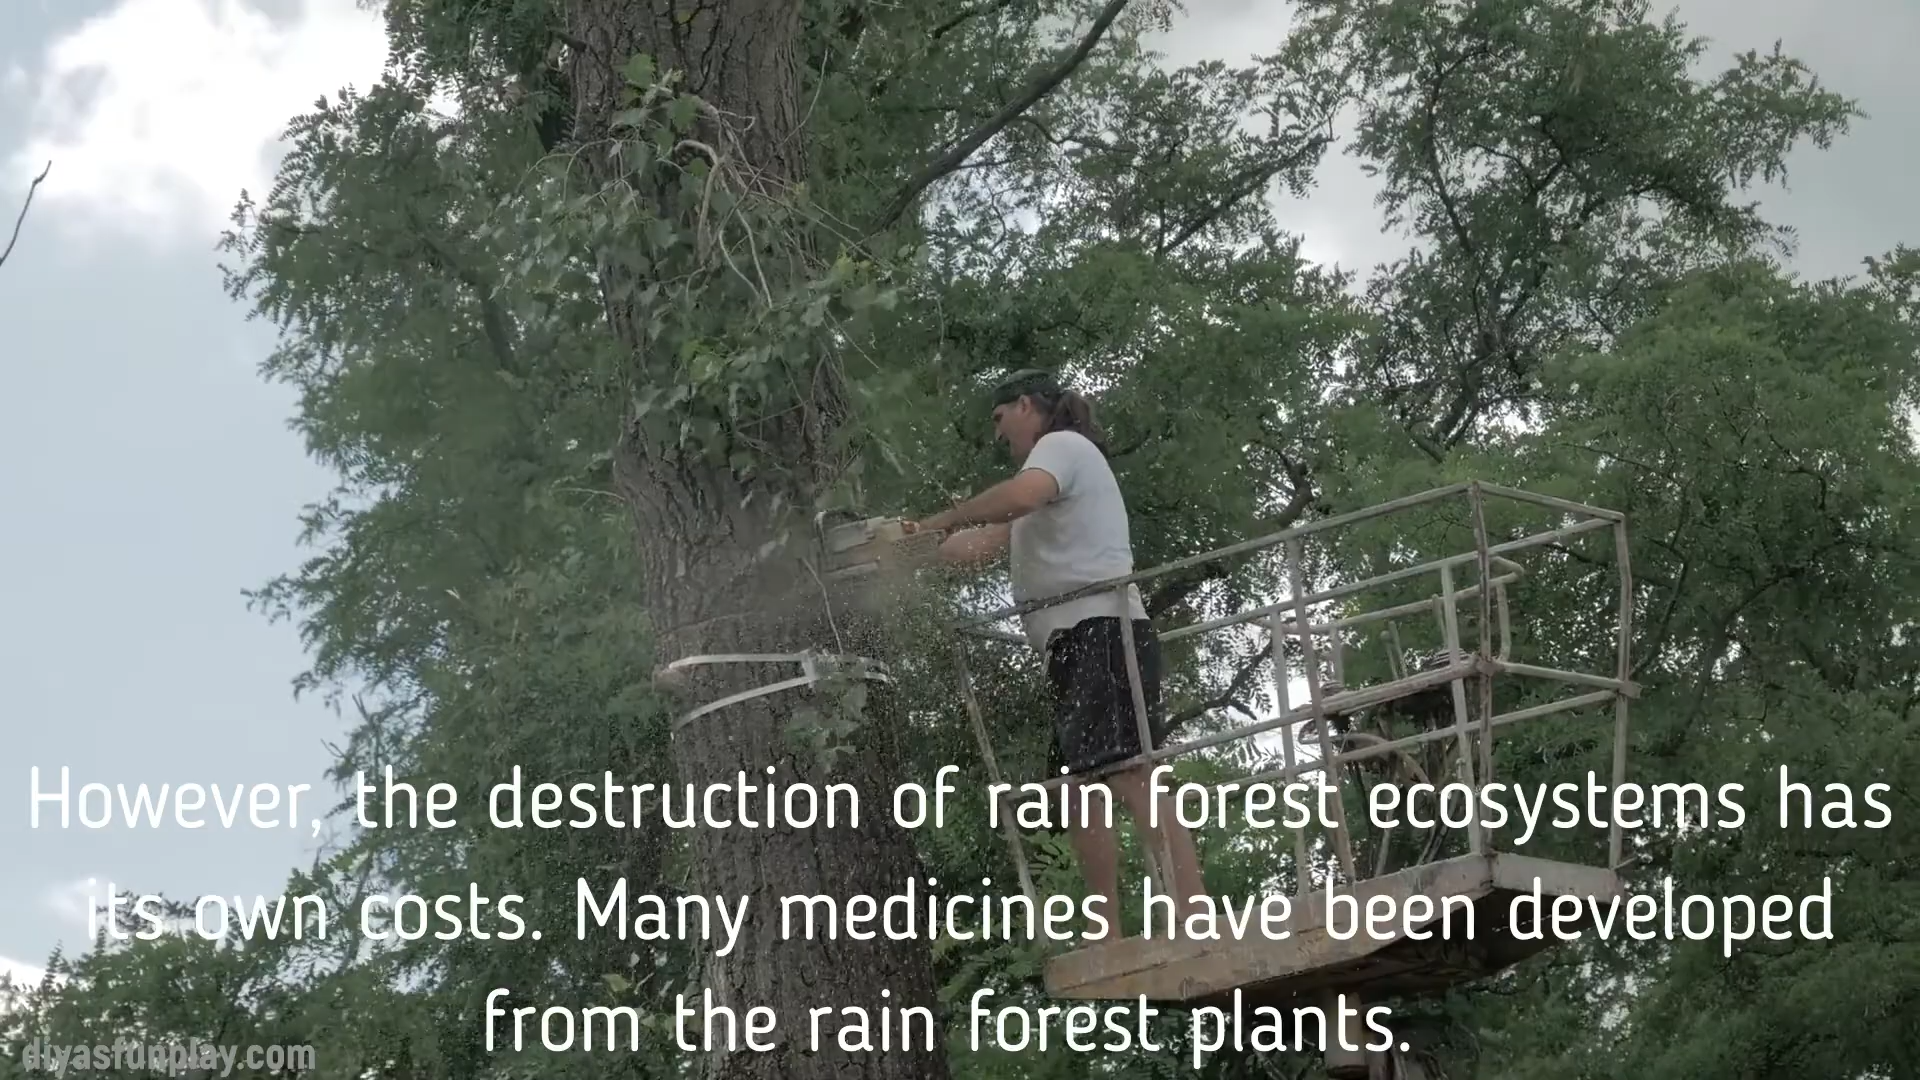 However, the destruction of rain forest ecosystems has
its own costs. Many medicines have been developed
from the rain forest plants.
diyasfunplay.com